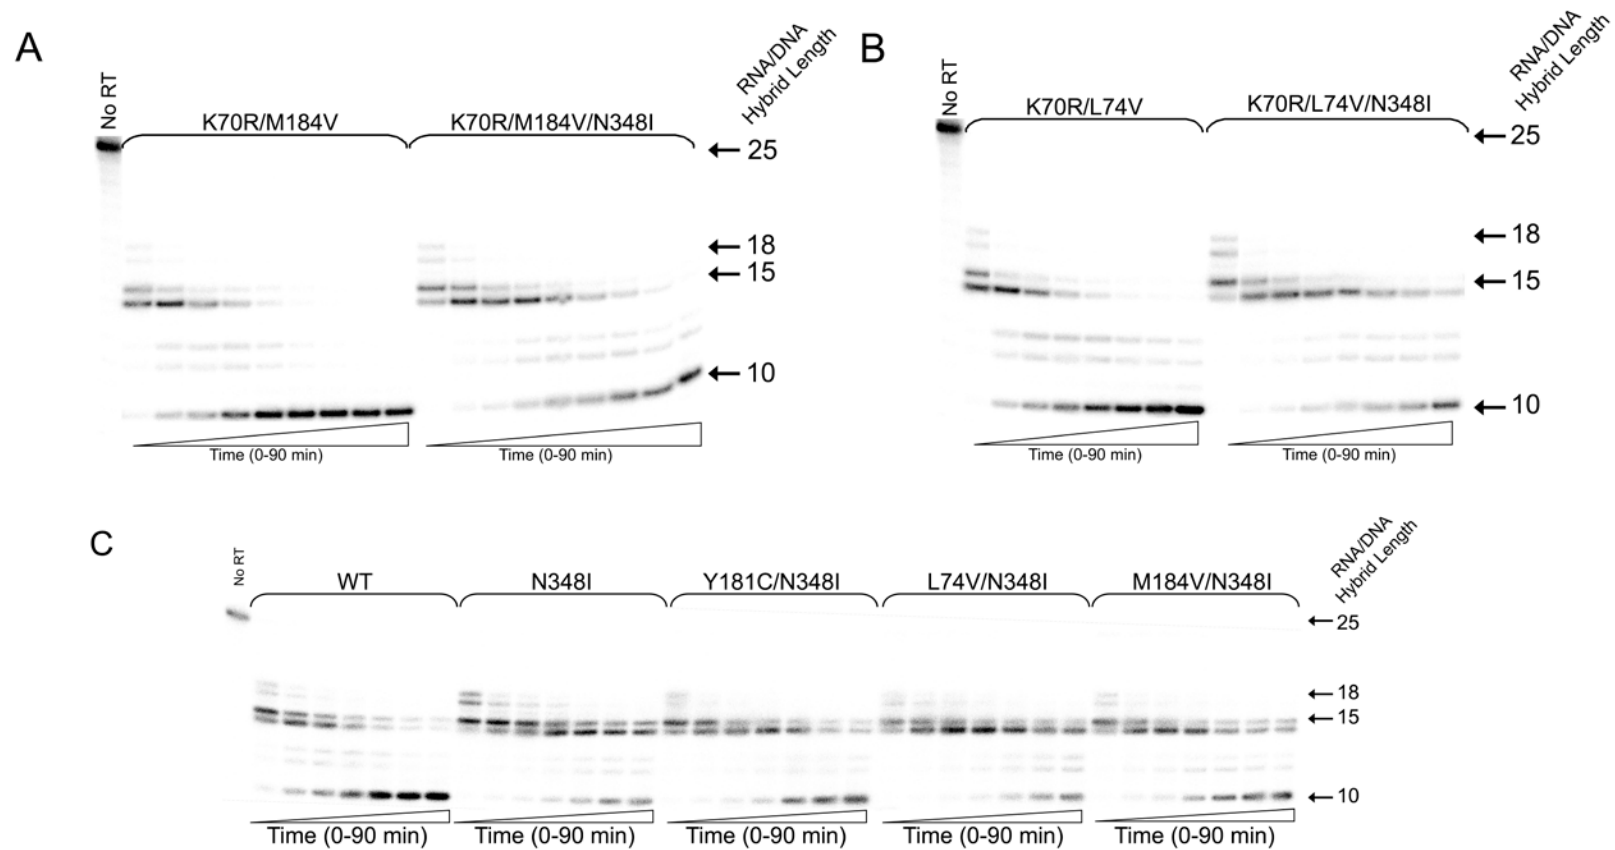 A
No RT
K70R/M184V
K70R/M184V/N348I
RNA/DNA
Hybrid Length
25
18
15
10
Time (0-90 min)
Time (0-90 min)
B
No RT
K70R/L74V
K70R/L74V/N348I
RNA/DNA
Hybrid Length
25
18
15
10
Time (0-90 min)
Time (0-90 min)
C
No RT
WT
N348I
Y181C/N348I
L74V/N348I
M184V/N348I
RNA/DNA
Hybrid Length
25
18
15
10
Time (0-90 min)
Time (0-90 min)
Time (0-90 min)
Time (0-90 min)
Time (0-90 min)